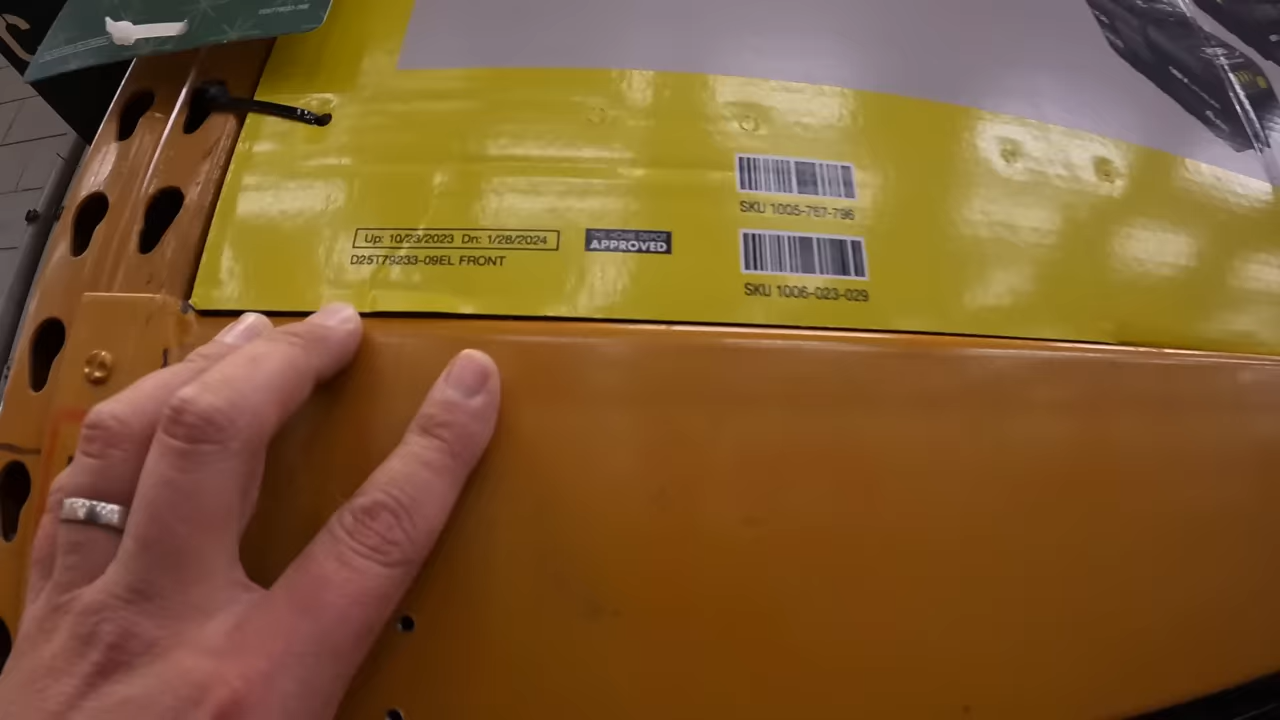 SKU 1005-767-796
Up: 10/23/2023 Dn: 1/28/2024
THE HOME DEPOT
APPROVED
D25T79233-09EL FRONT
SKU 1006-023-029